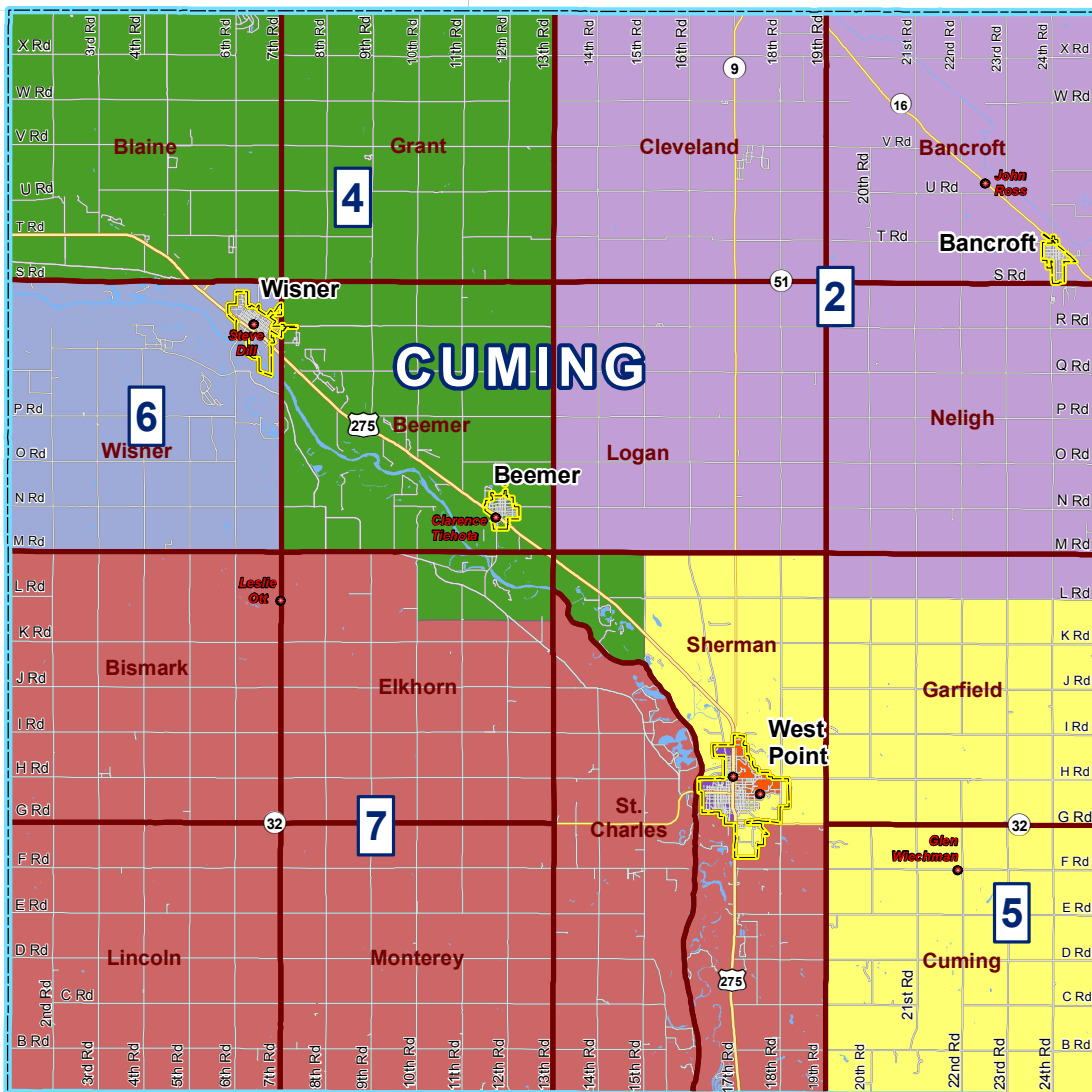 3rd Rd
4th Rd
6th Rd
7th Rd
8th Rd
9th Rd
10th Rd
11th Rd
12th Rd
13th Rd
14th Rd
15th Rd
16th Rd
18th Rd
19th Rd
21st Rd
22nd Rd
23rd Rd
24th Rd
X Rd
X Rd
9
W Rd
W Rd
16
V Rd
Blaine
Grant
Cleveland
V Rd
Bancroft
20th Rd
John
Ross
U Rd
U Rd
4
T Rd
T Rd
Bancroft
S Rd
S Rd
51
2
Wisner
Steve
Dill
R Rd
CUMING
Q Rd
6
P Rd
P Rd
275
Beemer
Neligh
Wisner
Logan
O Rd
O Rd
Beemer
N Rd
N Rd
Clarence
Tichota
M Rd
M Rd
Leslie
Ott
L Rd
L Rd
K Rd
K Rd
Sherman
Bismark
Elkhorn
J Rd
J Rd
Garfield
I Rd
I Rd
West
Point
H Rd
H Rd
G Rd
G Rd
St.
Charles
32
7
32
Glen
Wiechman
F Rd
F Rd
E Rd
E Rd
5
D Rd
D Rd
Lincoln
Monterey
Cuming
275
2nd Rd
C Rd
C Rd
21st Rd
B Rd
B Rd
3rd Rd
4th Rd
5th Rd
6th Rd
7th Rd
8th Rd
9th Rd
10th Rd
11th Rd
12th Rd
13th Rd
14th Rd
15th Rd
17th Rd
18th Rd
19th Rd
20th Rd
22nd Rd
23rd Rd
24th Rd